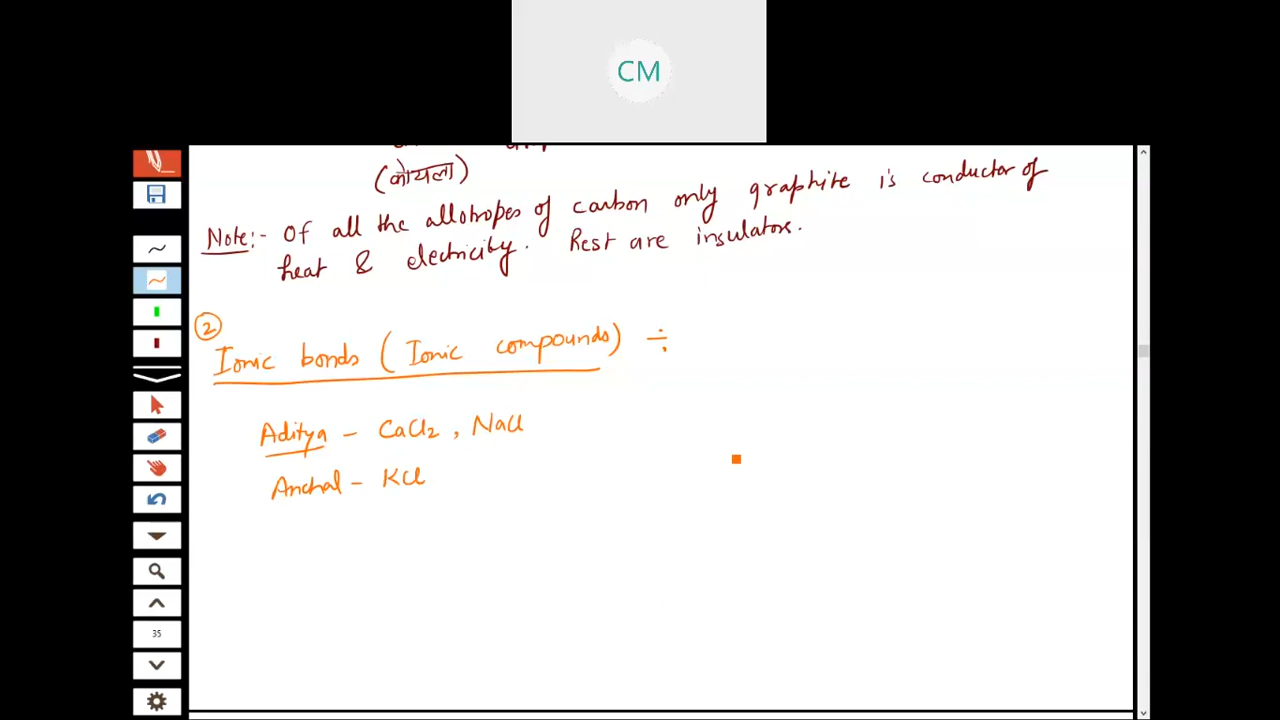 CM
(कोयला)
Note:- Of all the allotropes of carbon only graphite is conductor of
heat & electricity. Rest are insulators.
2
Ionic bonds (Ionic compounds) ÷
Aditya - CaCl2, NaCl
Anchal - KCl
35